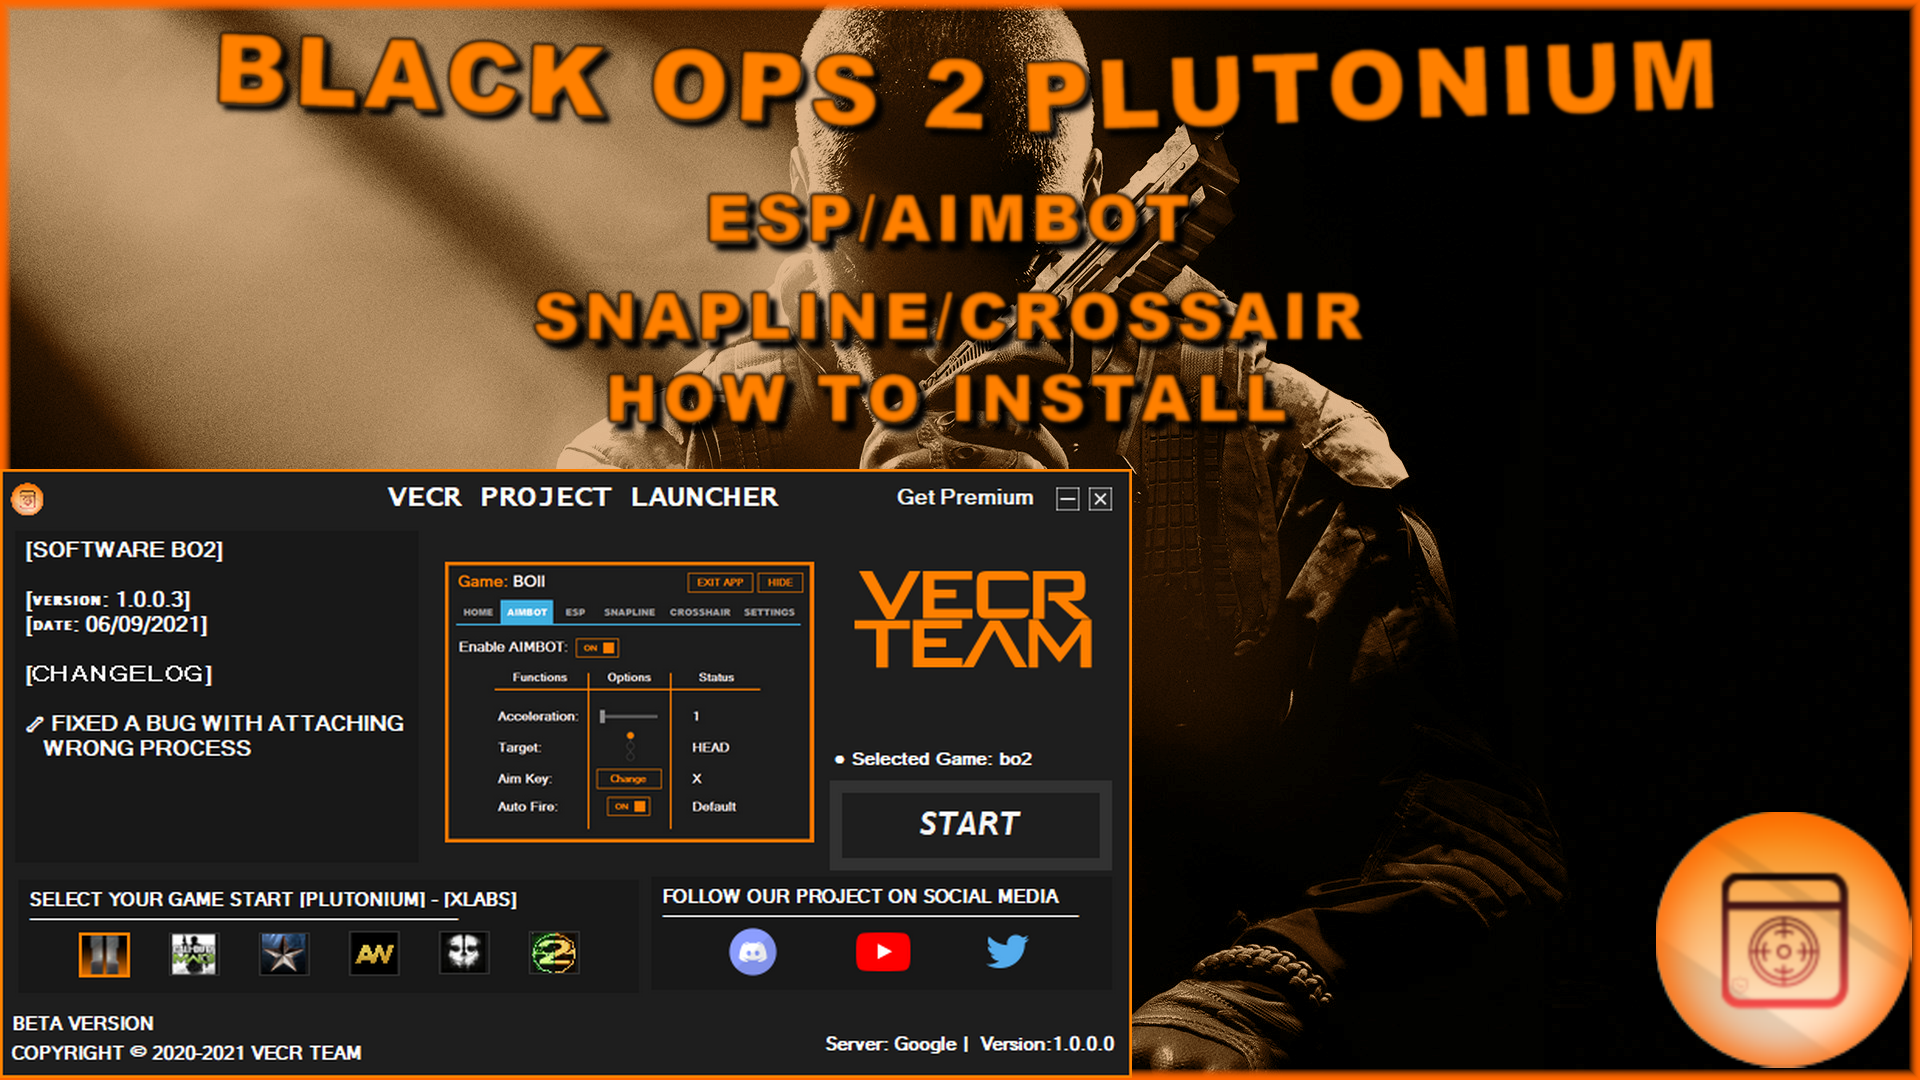 BLACK OPS 2 PLUTONIUM
ESP/AIMBOT
SNAPLINE/CROSSAIR
HOW TO INSTALL
VECR PROJECT LAUNCHER
Get Premium
[SOFTWARE BO2]
[VERSION: 1.0.0.3]
[DATE: 06/09/2021]
[CHANGELOG]
FIXED A BUG WITH ATTACHING
WRONG PROCESS
Game: BOII
EXIT APP
HIDE
HOME AIMBOT ESP SNAPLINE CROSSHAIR SETTINGS
Enable AIMBOT: ON
Functions Options Status
Acceleration: 1
Target: HEAD
Aim Key: Change X
Auto Fire: ON Default
VECR
TEAM
● Selected Game: bo2
START
SELECT YOUR GAME START [PLUTONIUM] - [XLABS]
AW
2
FOLLOW OUR PROJECT ON SOCIAL MEDIA
BETA VERSION
COPYRIGHT © 2020-2021 VECR TEAM
Server: Google | Version:1.0.0.0